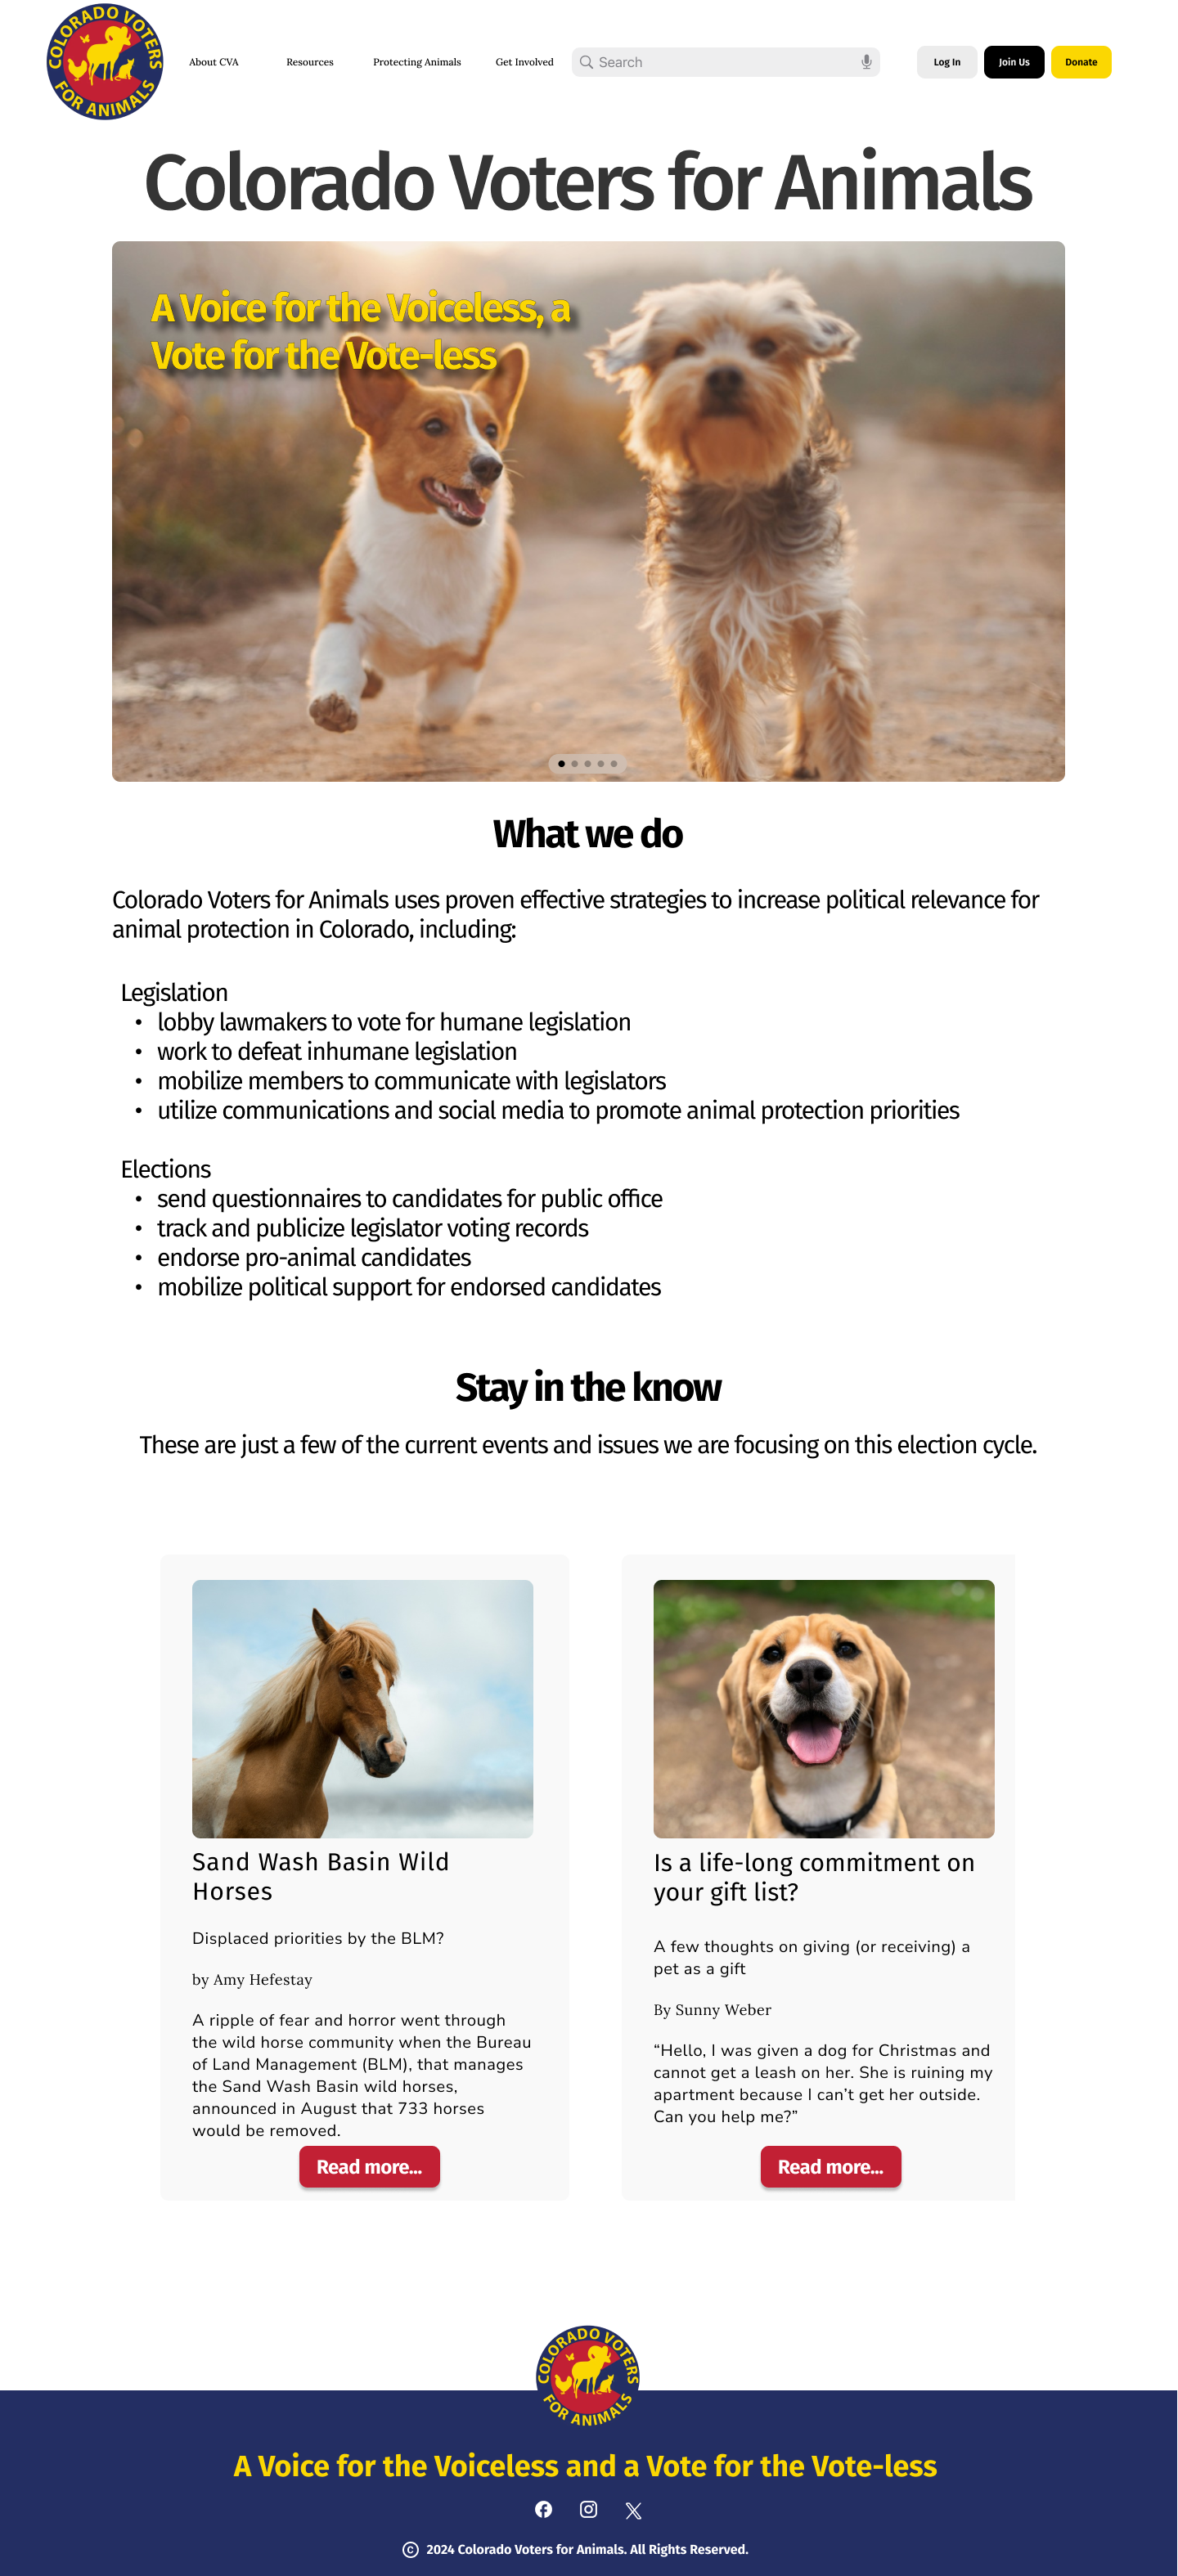 COLORADO VOTERS
FOR ANIMALS
About CVA
Resources
Protecting Animals
Get Involved
Search
Log In
Join Us
Donate
Colorado Voters for Animals
A Voice for the Voiceless, a
Vote for the Vote-less
What we do
Colorado Voters for Animals uses proven effective strategies to increase political relevance for
animal protection in Colorado, including:
Legislation
• lobby lawmakers to vote for humane legislation
• work to defeat inhumane legislation
• mobilize members to communicate with legislators
• utilize communications and social media to promote animal protection priorities
Elections
• send questionnaires to candidates for public office
• track and publicize legislator voting records
• endorse pro-animal candidates
• mobilize political support for endorsed candidates
Stay in the know
These are just a few of the current events and issues we are focusing on this election cycle.
Sand Wash Basin Wild
Horses
Displaced priorities by the BLM?
by Amy Hefestay
A ripple of fear and horror went through
the wild horse community when the Bureau
of Land Management (BLM), that manages
the Sand Wash Basin wild horses,
announced in August that 733 horses
would be removed.
Read more...
Is a life-long commitment on
your gift list?
A few thoughts on giving (or receiving) a
pet as a gift
By Sunny Weber
“Hello, I was given a dog for Christmas and
cannot get a leash on her. She is ruining my
apartment because I can’t get her outside.
Can you help me?”
Read more...
COLORADO VOTERS
FOR ANIMALS
A Voice for the Voiceless and a Vote for the Vote-less
© 2024 Colorado Voters for Animals. All Rights Reserved.